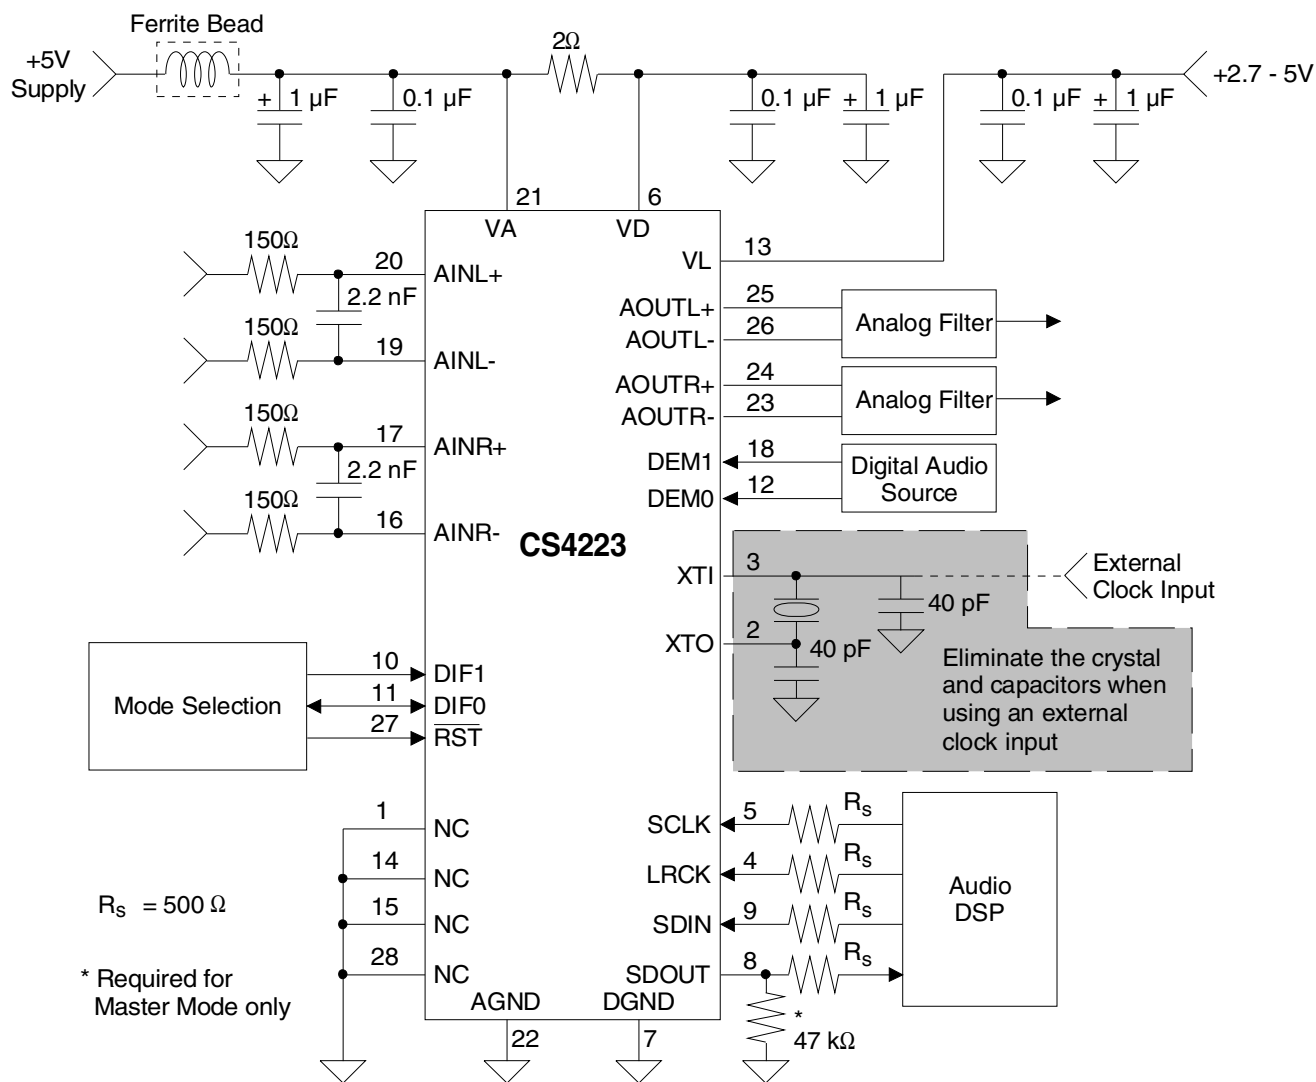 Ferrite Bead
+5V
Supply
+ 1 µF
0.1 µF
2Ω
0.1 µF
+ 1 µF
0.1 µF
+ 1 µF
+2.7 - 5V
21
6
VA
VD
13
VL
150Ω
20
AINL+
2.2 nF
150Ω
19
AINL-
150Ω
17
AINR+
2.2 nF
150Ω
16
AINR-
CS4223
25
AOUTL+
26
AOUTL-
Analog Filter
24
AOUTR+
23
AOUTR-
Analog Filter
18
DEM1
12
DEM0
Digital Audio
Source
3
XTI
External
Clock Input
40 pF
2
XTO
40 pF
Eliminate the crystal
and capacitors when
using an external
clock input
Mode Selection
10
DIF1
11
DIF0
27
RST
1
NC
14
NC
15
NC
28
NC
5
SCLK
Rs
4
LRCK
Rs
9
SDIN
Rs
8
SDOUT
Rs
Audio
DSP
*
47 kΩ
Rs = 500 Ω
* Required for
Master Mode only
AGND
DGND
22
7